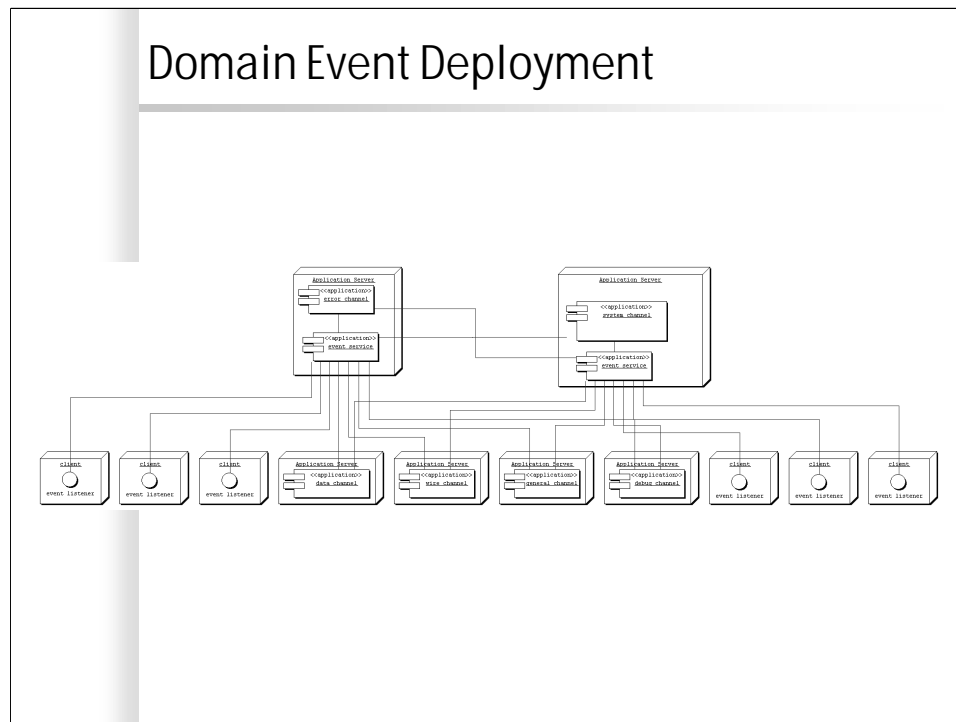 Domain Event Deployment
Application Server
<<application>>
error channel
<<application>>
event service
Application Server
<<application>>
system channel
<<application>>
event service
client
event listener
client
event listener
client
event listener
Application Server
<<application>>
data channel
Application Server
<<application>>
wire channel
Application Server
<<application>>
general channel
Application Server
<<application>>
debug channel
client
event listener
client
event listener
client
event listener